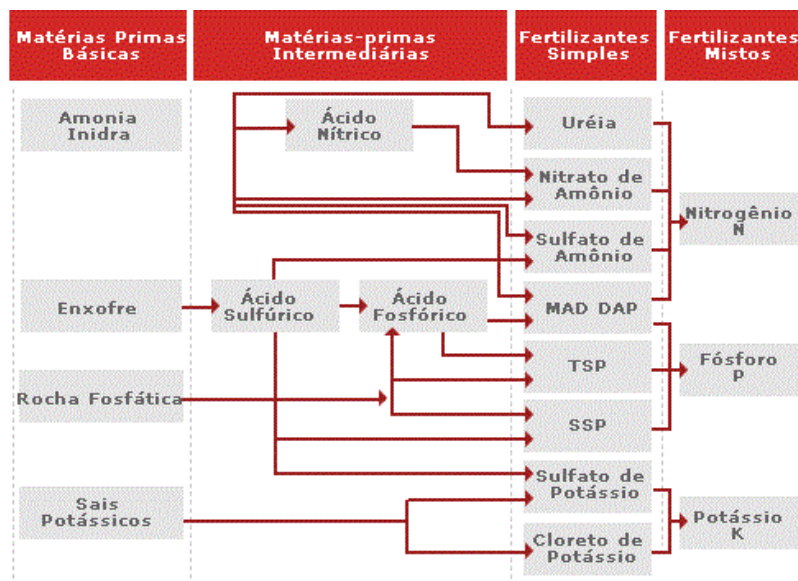 Matérias Primas
Básicas
Matérias-primas
Intermediárias
Fertilizantes
Simples
Fertilizantes
Mistos
Amonia
Inidra
Ácido
Nítrico
Uréia
Nitrato de
Amônio
Nitrogênio
N
Sulfato de
Amônio
Enxofre
Ácido
Sulfúrico
Ácido
Fosfórico
MAD DAP
TSP
Fósforo
P
Rocha Fosfática
SSP
Sulfato de
Potássio
Sais
Potássicos
Potássio
K
Cloreto de
Potássio